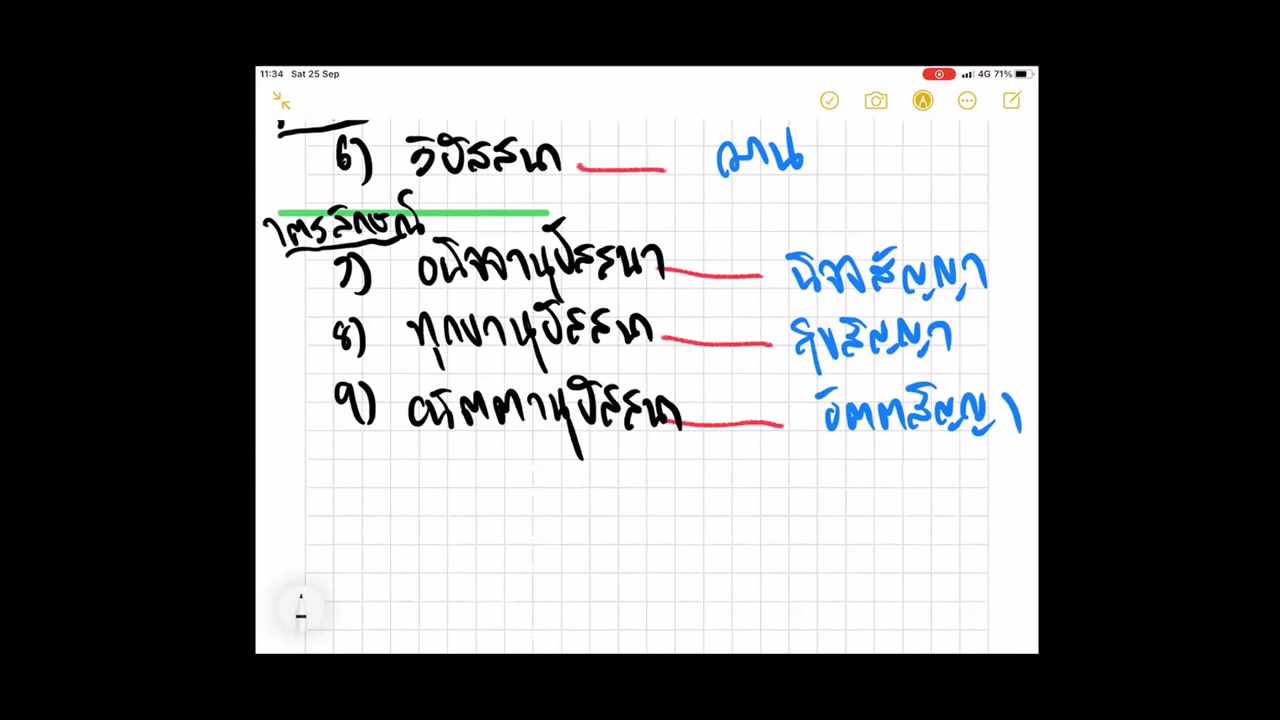 11:34 Sat 25 Sep 4G 71%
6) วิปัสสนา มาน
ไตรลักษณ์
7) อนิจจานุปัสสนา นิจจสัญญา
8) ทุกขานุปัสสนา สุขสัญญา
9) อนัตตานุปัสสนา อัตตสัญญา